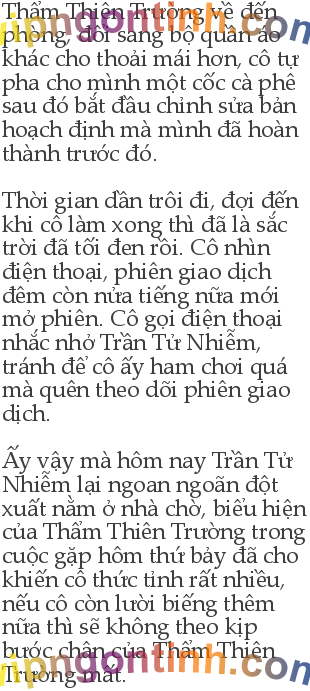 Thẩm Thiên Trường về đến
phòng, đổi sang bộ quần áo
khác cho thoải mái hơn, cô tự
pha cho mình một cốc cà phê
sau đó bắt đầu chỉnh sửa bản
hoạch định mà mình đã hoàn
thành trước đó.
Thời gian dần trôi đi, đợi đến
khi cô làm xong thì đã là sắc
trời đã tối đen rồi. Cô nhìn
điện thoại, phiên giao dịch
đêm còn nửa tiếng nữa mới
mở phiên. Cô gọi điện thoại
nhắc nhở Trần Tử Nhiễm,
tránh để cô ấy ham chơi quá
mà quên theo dõi phiên giao
dịch.
Ấy vậy mà hôm nay Trần Tử
Nhiễm lại ngoan ngoãn đột
xuất nằm ở nhà chờ, biểu hiện
của Thẩm Thiên Trường trong
cuộc gặp hôm thứ bảy đã cho
khiến cô thức tỉnh rất nhiều,
nếu cô còn lười biếng thêm
nữa thì sẽ không theo kịp
bước chân của Thẩm Thiên
Trường mất.
vipngontinh.com